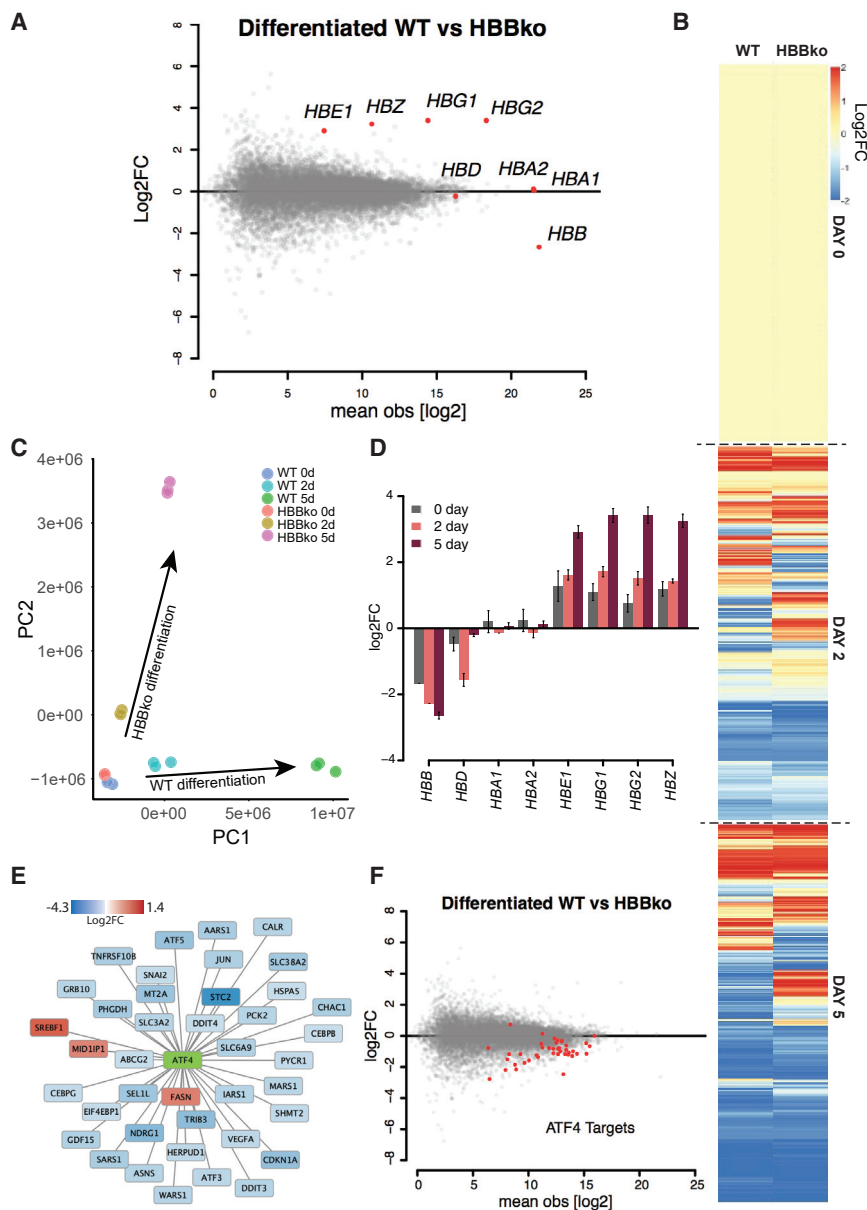 A
Differentiated WT vs HBBko
8
6
4
2
0
-2
-4
-6
-8
Log2FC
HBE1
HBZ
HBG1
HBG2
HBD
HBA2
HBA1
HBB
0
5
10
15
20
25
mean obs [log2]
B
WT
HBBko
2
1
0
-1
-2
Log2FC
DAY 0
DAY 2
DAY 5
C
4e+06
3e+06
2e+06
1e+06
0e+00
-1e+06
PC2
WT 0d
WT 2d
WT 5d
HBBko 0d
HBBko 2d
HBBko 5d
HBBko differentiation
WT differentiation
0e+00
5e+06
1e+07
PC1
D
4
2
0
-2
-4
log2FC
0 day
2 day
5 day
HBB
HBD
HBA1
HBA2
HBE1
HBG1
HBG2
HBZ
E
-4.3
1.4
Log2FC
ATF5
AARS1
CALR
TNFRSF10B
JUN
SLC38A2
SNAI2
GRB10
MT2A
STC2
HSPA5
PHGDH
SLC3A2
DDIT4
PCK2
CHAC1
SREBF1
CEBPB
MID1IP1
ABCG2
ATF4
SLC6A9
PYCR1
CEBPG
SEL1L
FASN
IARS1
MARS1
EIF4EBP1
TRIB3
SHMT2
GDF15
NDRG1
VEGFA
SARS1
HERPUD1
CDKN1A
ASNS
ATF3
DDIT3
WARS1
F
Differentiated WT vs HBBko
8
6
4
2
0
-2
-4
-6
-8
log2FC
ATF4 Targets
0
5
10
15
20
25
mean obs [log2]